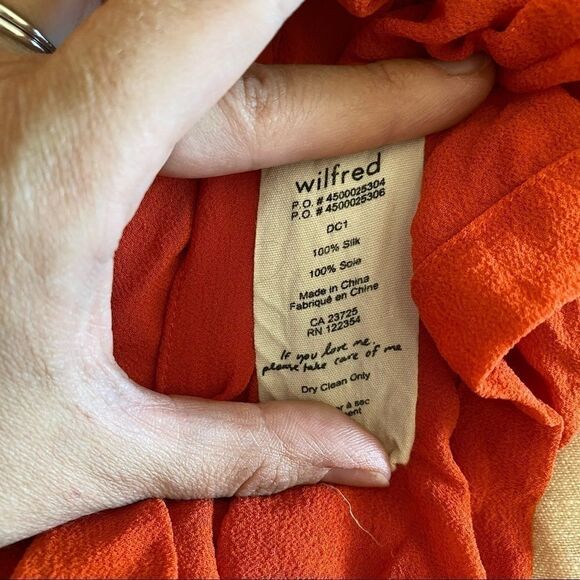 wilfred
P.O. # 4500025304
P.O. # 4500025306
DC1
100% Silk
100% Soie
Made in China
Fabriqué en Chine
CA 23725
RN 122354
If you love me,
please take care of me
Dry Clean Only
à sec